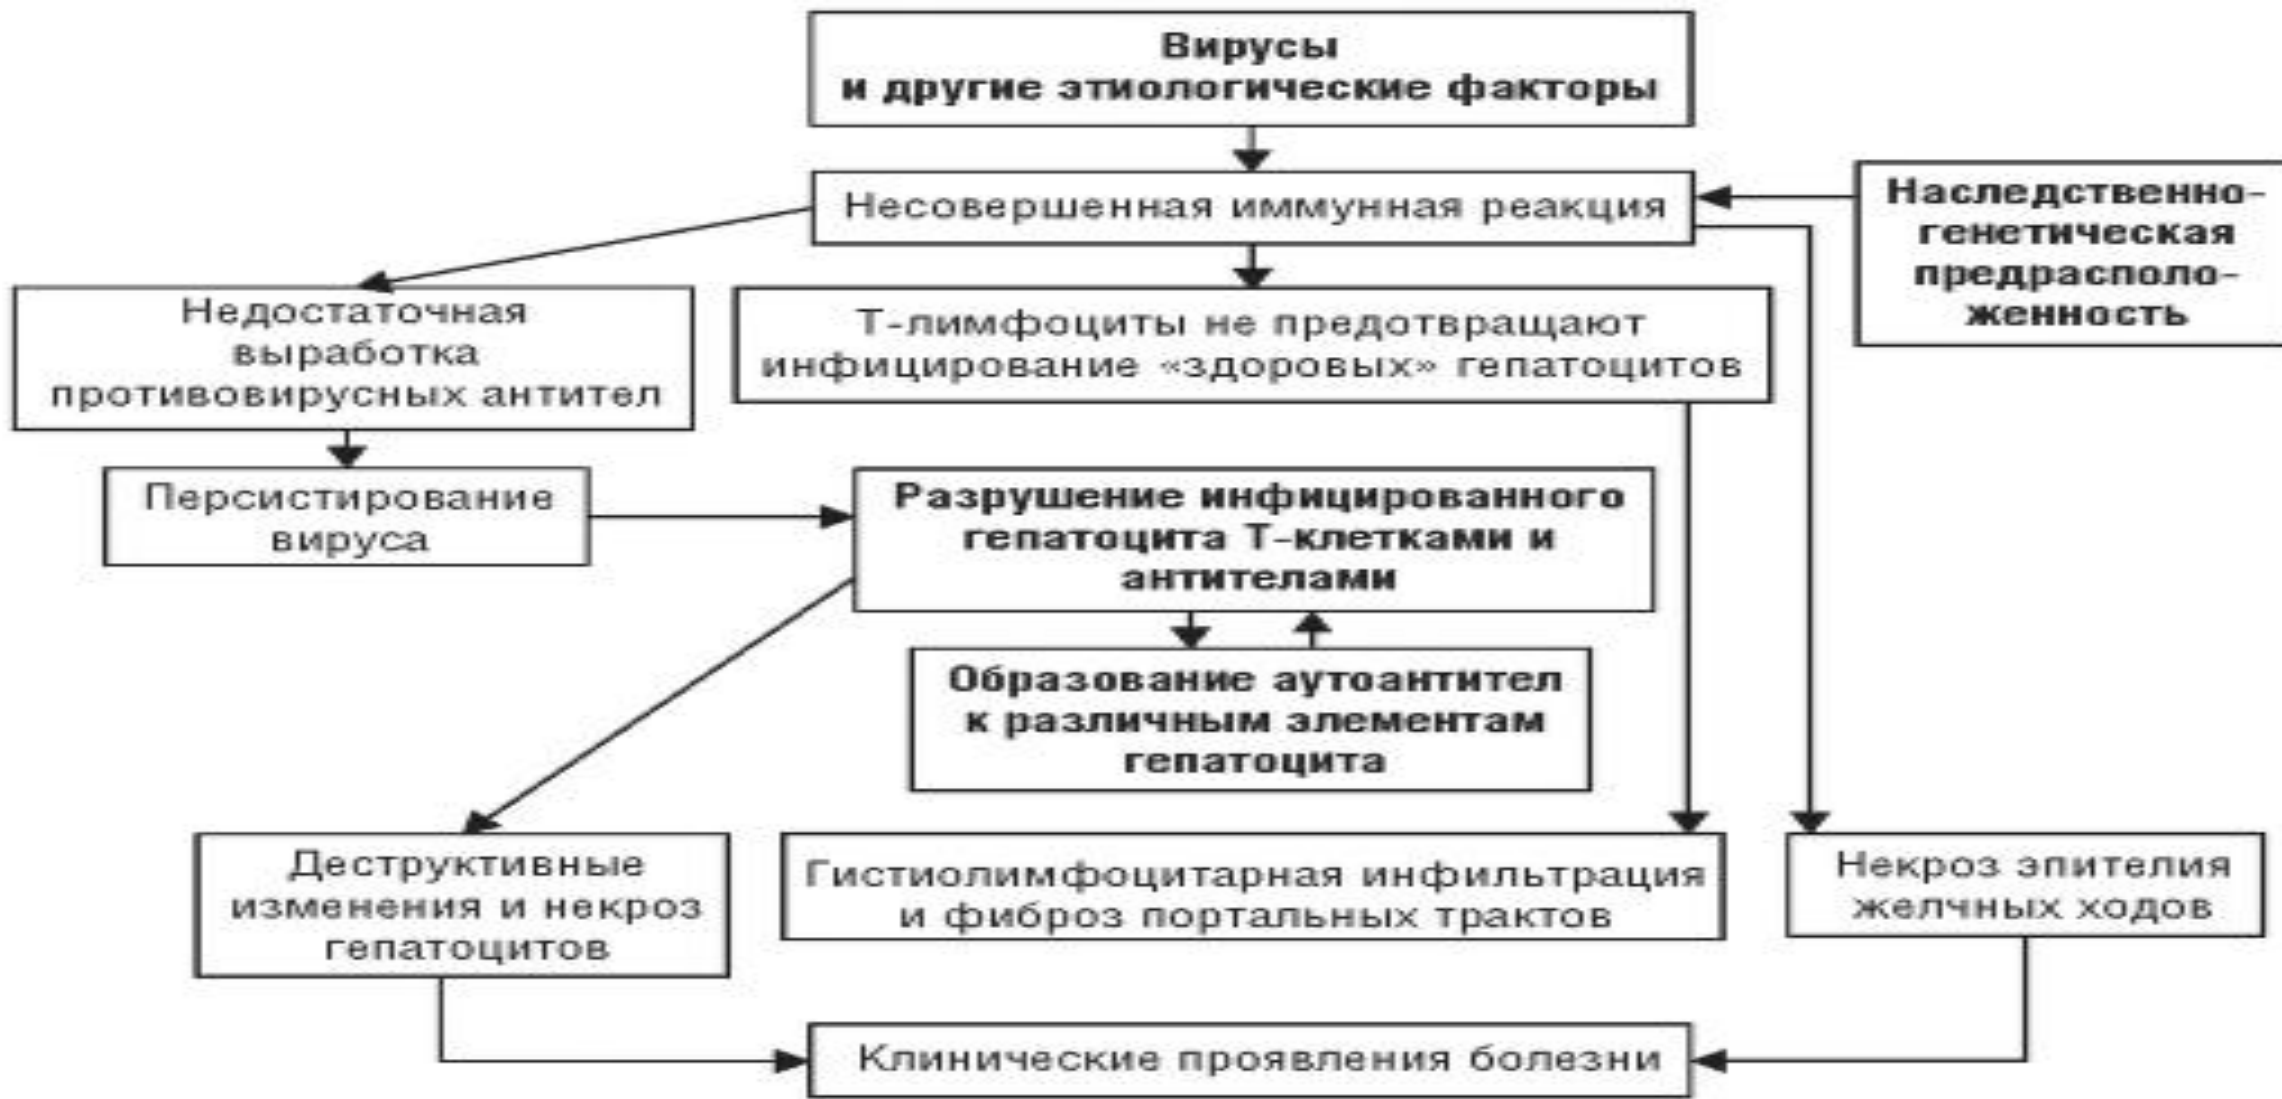 Вирусы
и другие этиологические факторы
Несовершенная иммунная реакция
Наследственно-
генетическая
предрасполо-
женность
Недостаточная
выработка
противовирусных антител
Т-лимфоциты не предотвращают
инфицирование «здоровых» гепатоцитов
Персистирование
вируса
Разрушение инфицированного
гепатоцита Т-клетками и
антителами
Образование аутоантител
к различным элементам
гепатоцита
Деструктивные
изменения и некроз
гепатоцитов
Гистиолимфоцитарная инфильтрация
и фиброз портальных трактов
Некроз эпителия
желчных ходов
Клинические проявления болезни